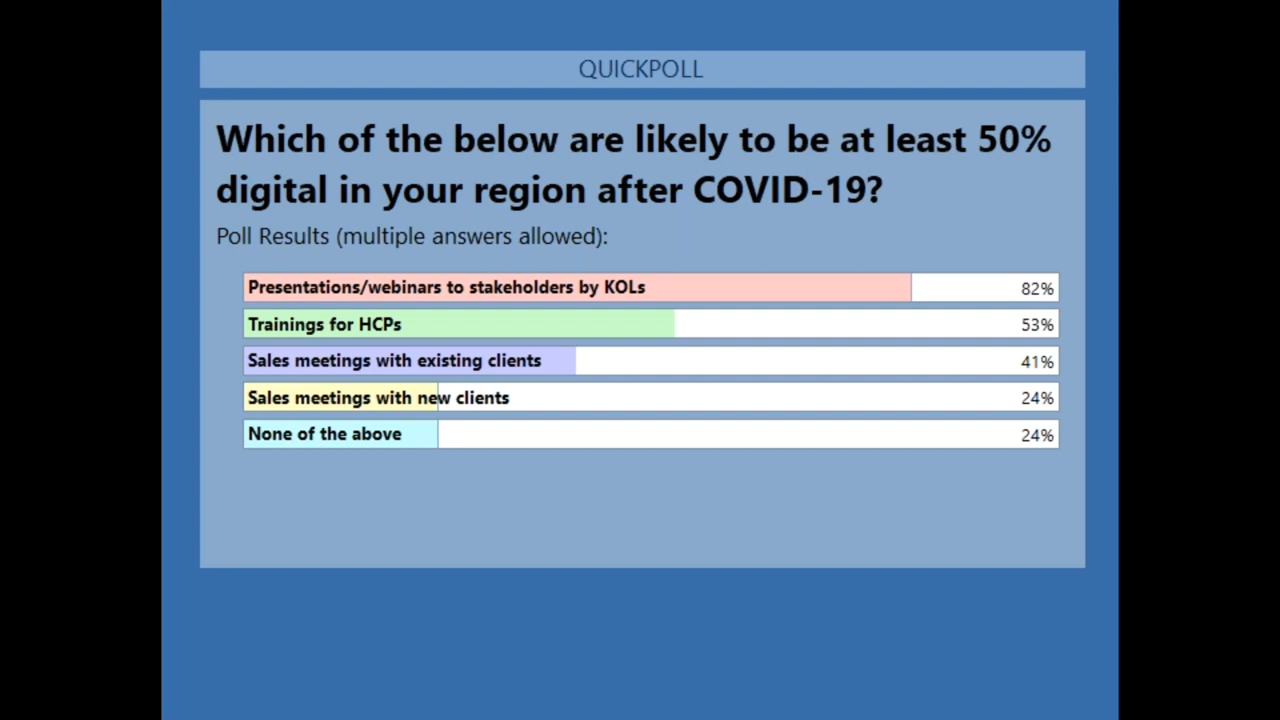 QUICKPOLL
Which of the below are likely to be at least 50%
digital in your region after COVID-19?
Poll Results (multiple answers allowed):
Presentations/webinars to stakeholders by KOLs 82%
Trainings for HCPs 53%
Sales meetings with existing clients 41%
Sales meetings with new clients 24%
None of the above 24%